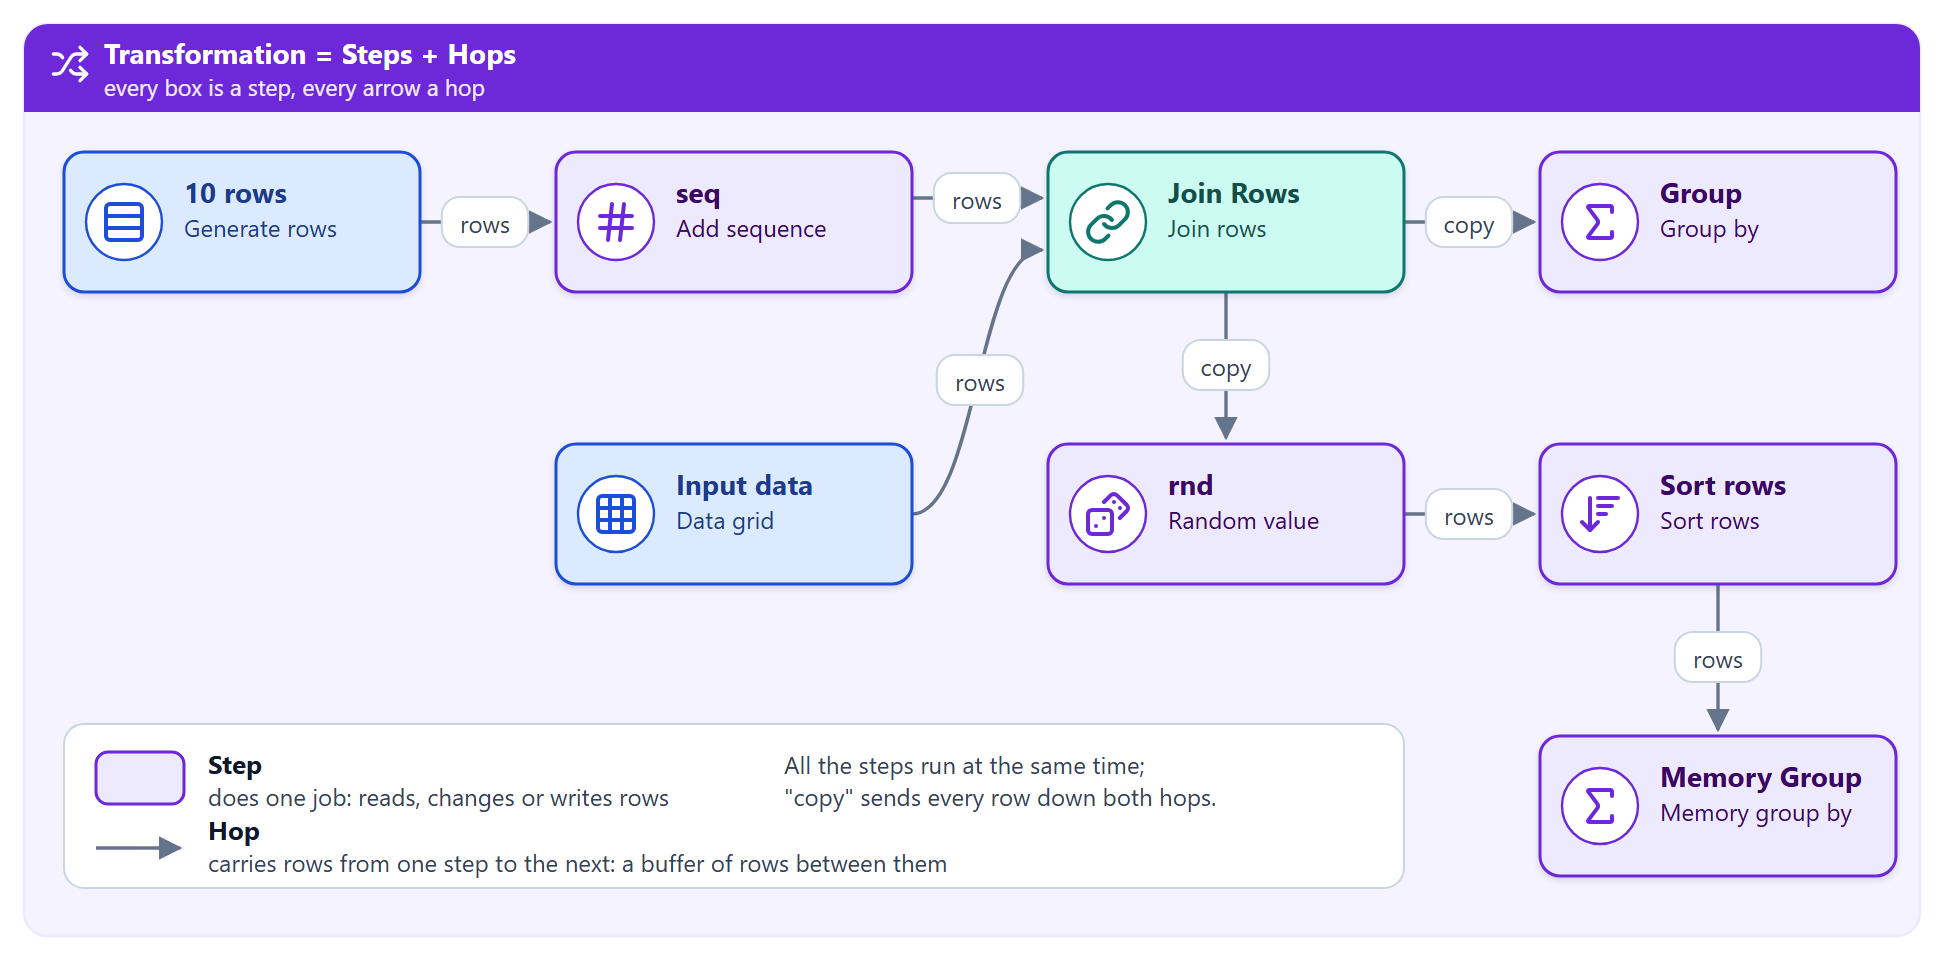 Transformation = Steps + Hops
every box is a step, every arrow a hop
10 rows
Generate rows
rows
seq
Add sequence
rows
Join Rows
Join rows
copy
Group
Group by
rows
copy
Input data
Data grid
rnd
Random value
rows
Sort rows
Sort rows
rows
Memory Group
Memory group by
Step
does one job: reads, changes or writes rows
All the steps run at the same time;
"copy" sends every row down both hops.
Hop
carries rows from one step to the next: a buffer of rows between them